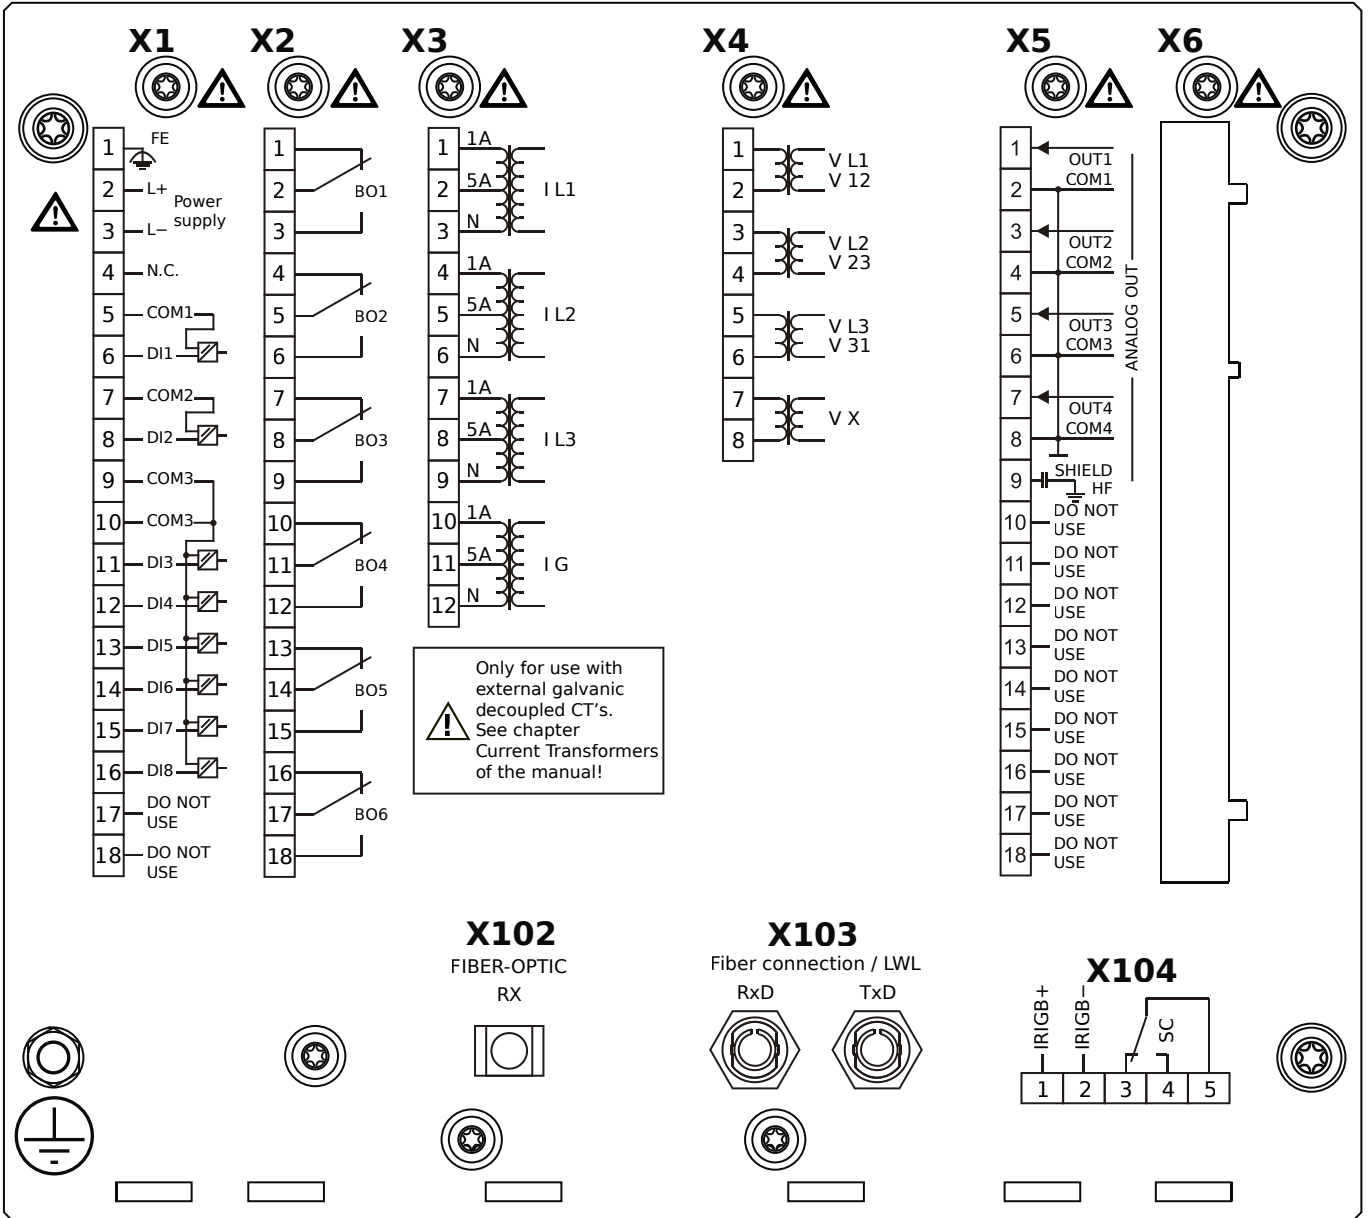 X1 X2 X3 X4 X5 X6
1 FE
2 L+
Power
supply
3 L−
4 N.C.
5 COM1
6 DI1
7 COM2
8 DI2
9 COM3
10 COM3
11 DI3
12 DI4
13 DI5
14 DI6
15 DI7
16 DI8
17 DO NOT
USE
18 DO NOT
USE
1
2 BO1
3
4
5 BO2
6
7
8 BO3
9
10
11 BO4
12
13
14 BO5
15
16
17 BO6
18
1 1A
2 5A I L1
3 N
4 1A
5 5A I L2
6 N
7 1A
8 5A I L3
9 N
10 1A
11 5A I G
12 N
Only for use with
external galvanic
decoupled CT's.
See chapter
Current Transformers
of the manual!
1 V L1
2 V 12
3 V L2
4 V 23
5 V L3
6 V 31
7 V X
8
1 OUT1
2 COM1
3 OUT2
4 COM2
5 OUT3
6 COM3
7 OUT4
8 COM4
ANALOG OUT
9 SHIELD
HF
10 DO NOT
USE
11 DO NOT
USE
12 DO NOT
USE
13 DO NOT
USE
14 DO NOT
USE
15 DO NOT
USE
16 DO NOT
USE
17 DO NOT
USE
18 DO NOT
USE
X102
FIBER-OPTIC
RX
X103
Fiber connection / LWL
RxD TxD
X104
IRIGB+ IRIGB− SC
1 2 3 4 5